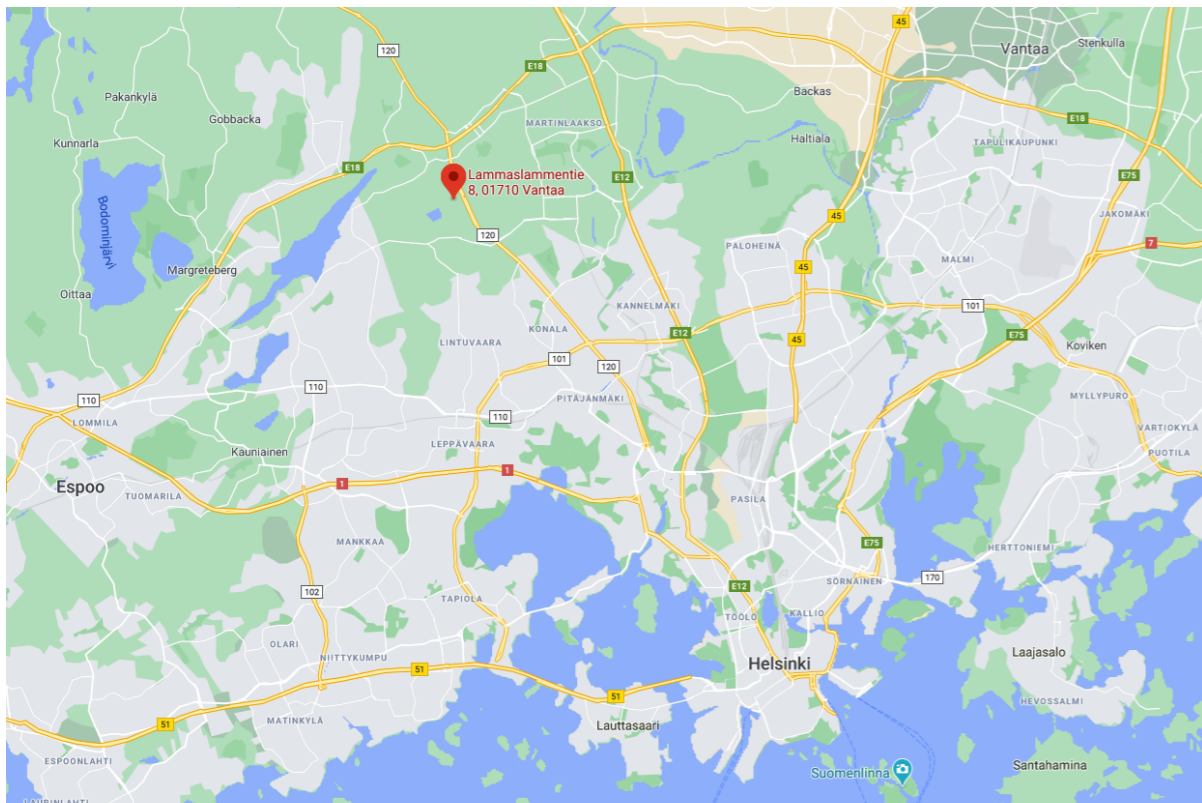 45
Vantaa
Stenkulla
120
E18
Pakankylä
Backas
Gobbacka
E18
MARTINLAAKSO
Kunnarla
Haltiala
TAPULIKAUPUNKI
E18
Lammaslammentie
8, 01710 Vantaa
E12
E75
Bodominjärvi
JAKOMÄKI
45
120
PALOHEINÄ
7
Margreteberg
MALMI
45
Oittaa
KANNELMÄKI
101
KONALA
E12
E75
45
LINTUVAARA
Koviken
101
120
110
110
PITÄJÄNMÄKI
MYLLYPURO
110
LOMMILA
VARTIOKYLÄ
LEPPÄVAARA
Kauniainen
PUOTILA
1
1
Espoo
TUOMARILA
PASILA
MANKKAA
E75
HERTTONIEMI
170
SÖRNÄINEN
E12
102
TAPIOLA
KALLIO
TÖÖLÖ
OLARI
Laajasalo
NIITTYKUMPU
Helsinki
51
51
HEVOSSALMI
51
MATINKYLÄ
Lauttasaari
ESPOONLAHTI
Santahamina
Suomenlinna
LAURINLAHTI